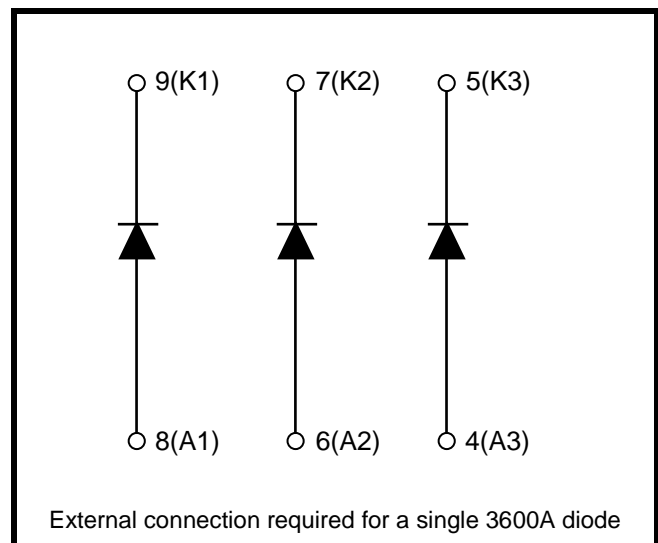 9(K1) 7(K2) 5(K3)
8(A1) 6(A2) 4(A3)
External connection required for a single 3600A diode